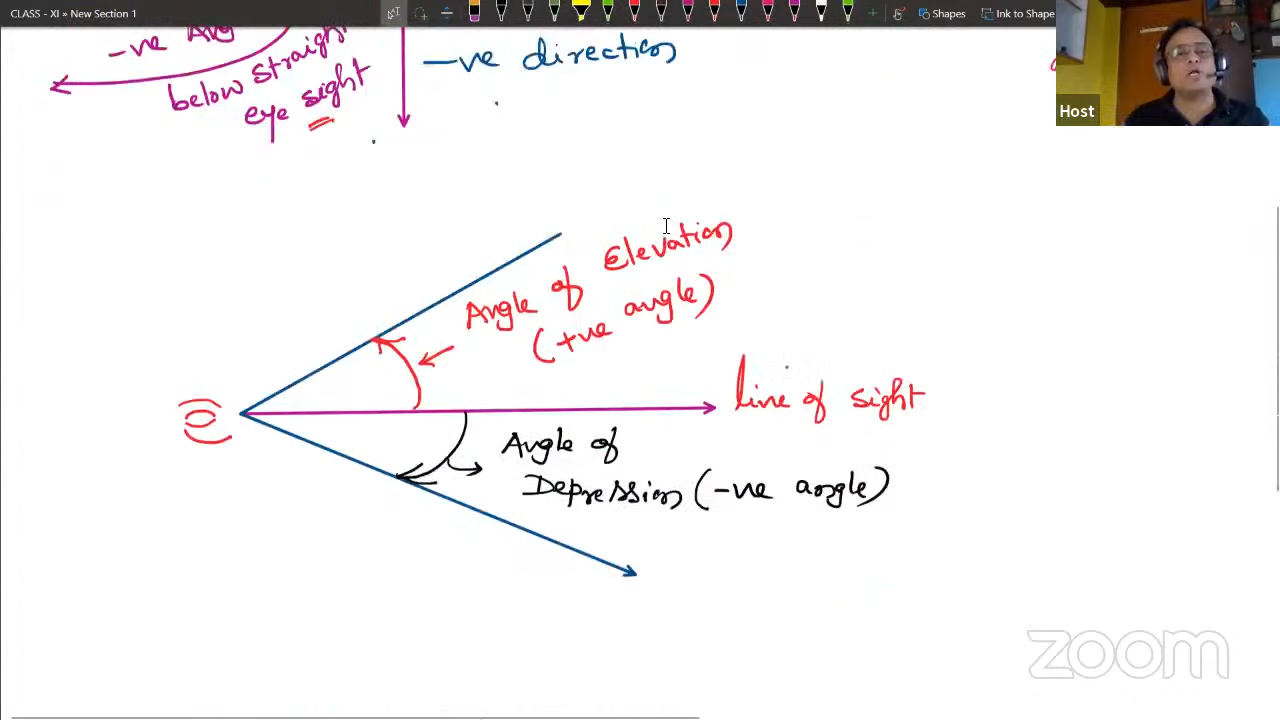 CLASS - XI » New Section 1
Shapes
Ink to Shape
-ve
below straight
eye sight
-ve direction
Host
Angle of Elevation
(+ve angle)
line of sight
Angle of
Depression (-ve angle)
zoom